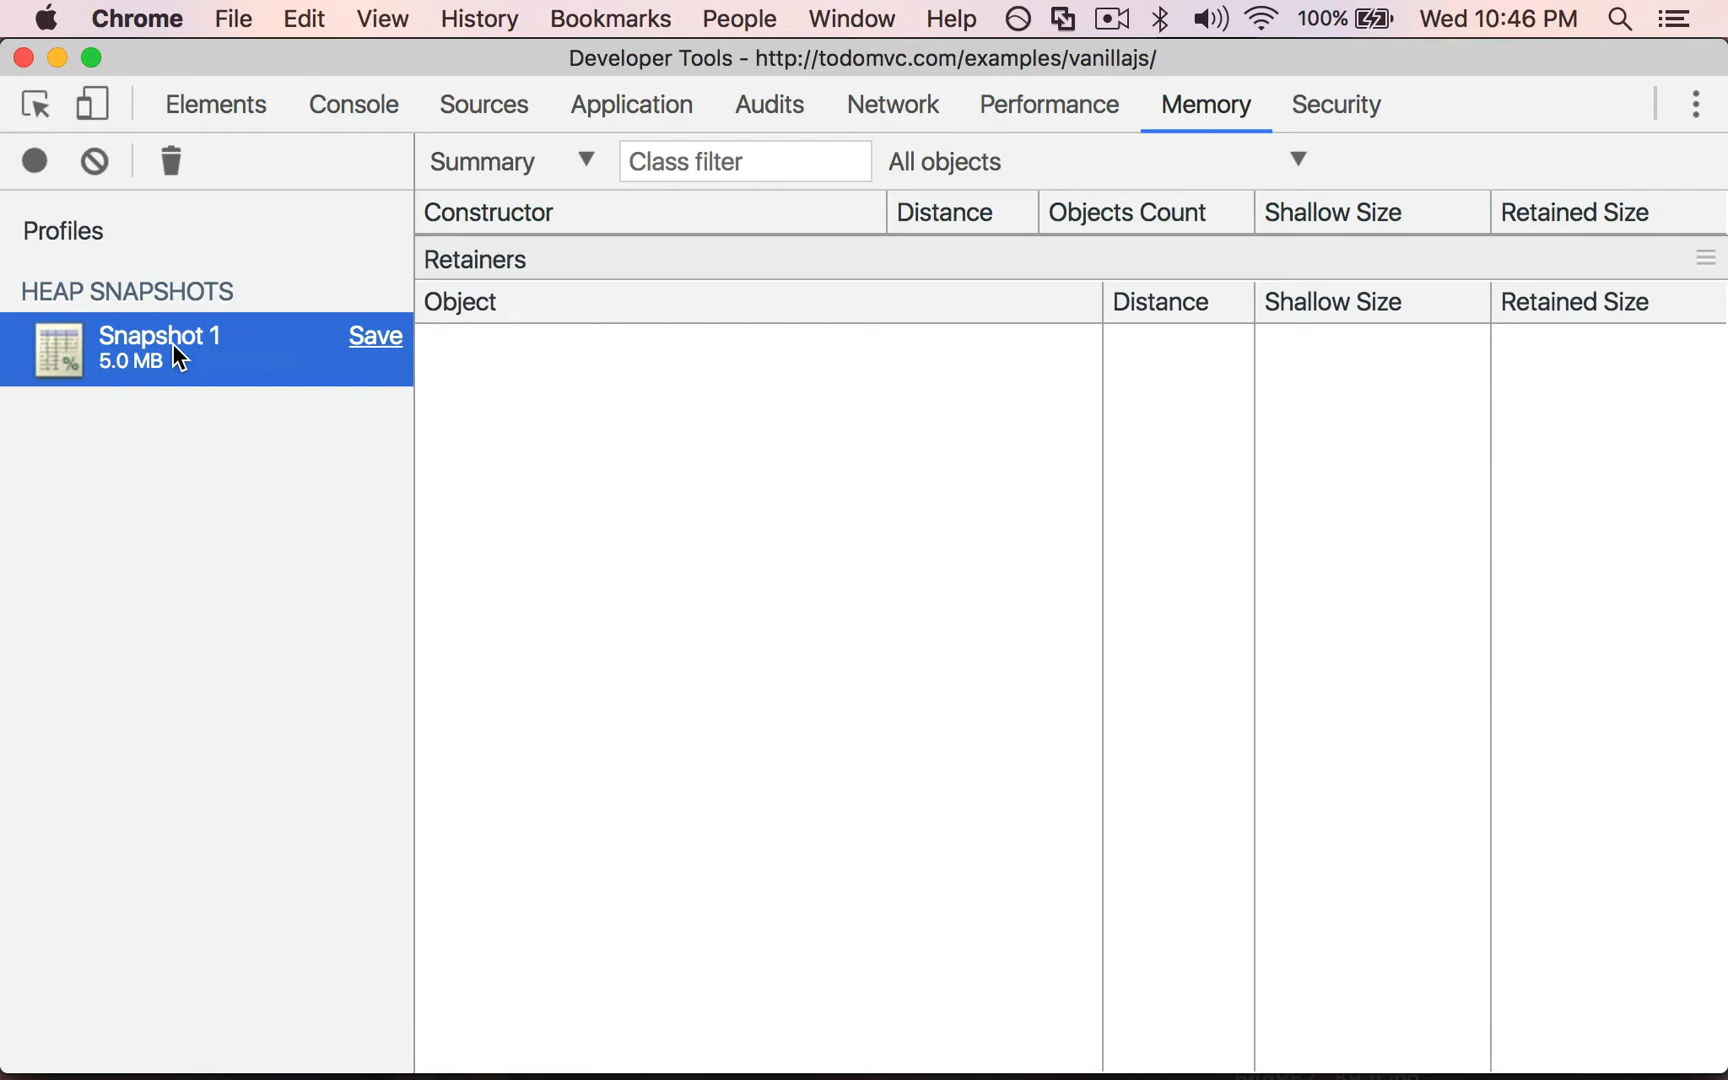 Chrome File Edit View History Bookmarks People Window Help 100% Wed 10:46 PM
Developer Tools - http://todomvc.com/examples/vanillajs/
Elements Console Sources Application Audits Network Performance Memory Security
Summary Class filter All objects
Constructor Distance Objects Count Shallow Size Retained Size
Profiles
Retainers
HEAP SNAPSHOTS
Object Distance Shallow Size Retained Size
Snapshot 1 Save
5.0 MB